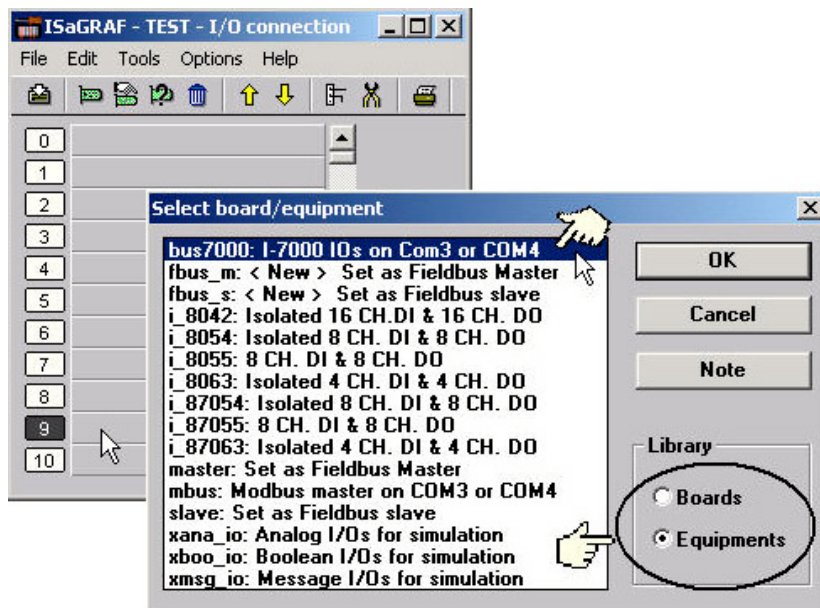 ISaGRAF - TEST - I/O connection
File Edit Tools Options Help
0
1
2
3
4
5
6
7
8
9
10
Select board/equipment
bus7000: I-7000 IOs on Com3 or COM4
fbus_m: < New > Set as Fieldbus Master
fbus_s: < New > Set as Fieldbus slave
i_8042: Isolated 16 CH.DI & 16 CH. DO
i_8054: Isolated 8 CH. DI & 8 CH. DO
i_8055: 8 CH. DI & 8 CH. DO
i_8063: Isolated 4 CH. DI & 4 CH. DO
i_87054: Isolated 8 CH. DI & 8 CH. DO
i_87055: 8 CH. DI & 8 CH. DO
i_87063: Isolated 4 CH. DI & 4 CH. DO
master: Set as Fieldbus Master
mbus: Modbus master on COM3 or COM4
slave: Set as Fieldbus slave
xana_io: Analog I/Os for simulation
xboo_io: Boolean I/Os for simulation
xmsg_io: Message I/Os for simulation
OK
Cancel
Note
Library
Boards
Equipments